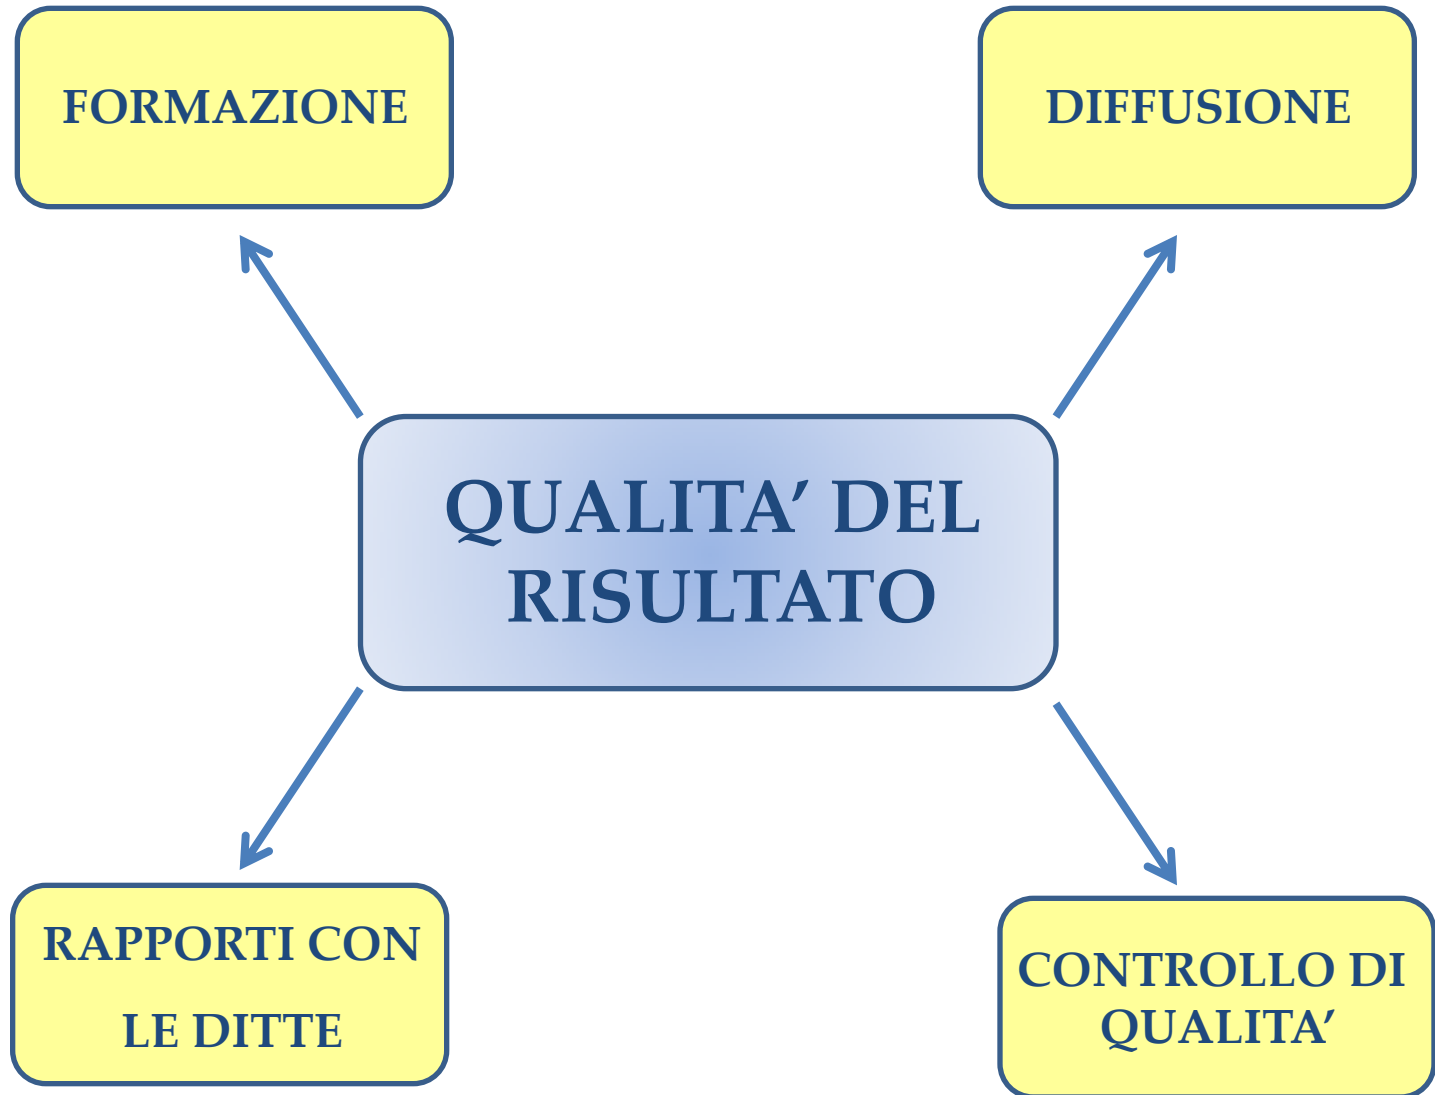 FORMAZIONE
DIFFUSIONE
QUALITA’ DEL
RISULTATO
RAPPORTI CON
LE DITTE
CONTROLLO DI
QUALITA’